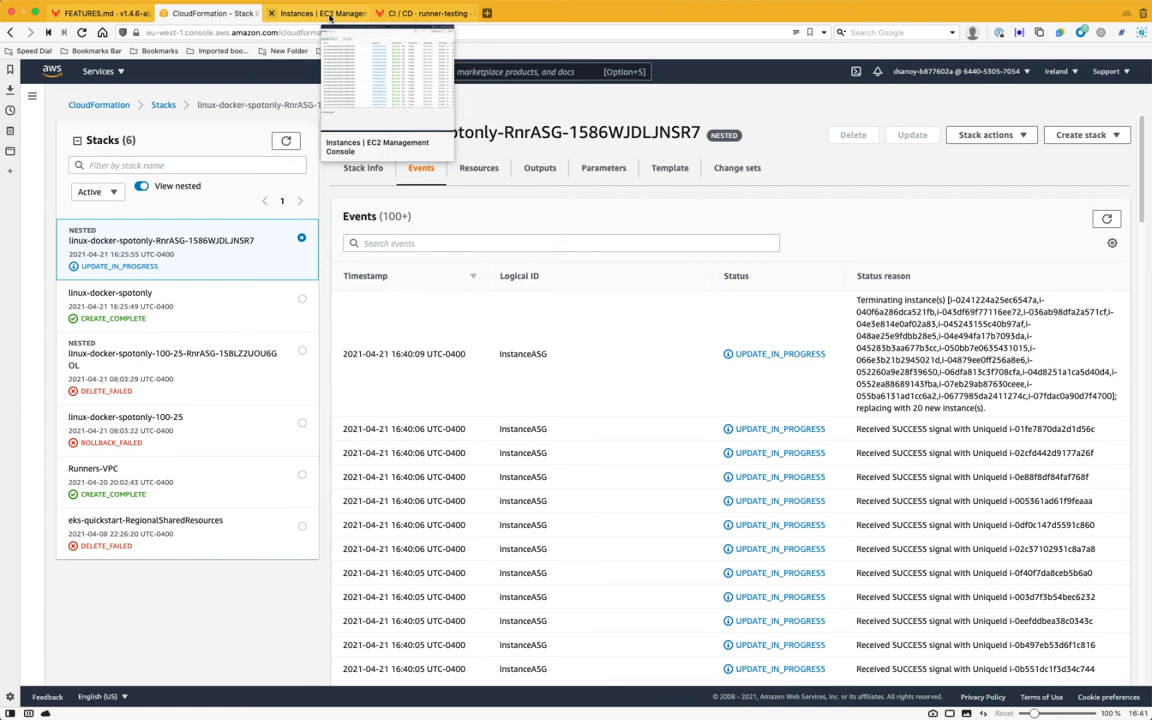 FEATURES.md - v1.4.6-al
CloudFormation - Stack i
Instances | EC2 Managem
CI / CD · runner-testing ·
eu-west-1.console.aws.amazon.com/cloudforma
Search Google
Speed Dial
Bookmarks Bar
Bookmarks
Imported boo...
New Folder
aws
Services
marketplace products, and docs
[Option+S]
dsanoy-b877602a @ 6440-5305-7054
Ireland
Support
CloudFormation
Stacks
linux-docker-spotonly-RnrASG-1
Instances | EC2 Management
Console
Stacks (6)
Filter by stack name
Active
View nested
1
NESTED
linux-docker-spotonly-RnrASG-1586WJDLJNSR7
2021-04-21 16:25:55 UTC-0400
UPDATE_IN_PROGRESS
linux-docker-spotonly
2021-04-21 16:25:49 UTC-0400
CREATE_COMPLETE
NESTED
linux-docker-spotonly-100-25-RnrASG-1SBLZ2UOU6G
OL
2021-04-21 08:03:29 UTC-0400
DELETE_FAILED
linux-docker-spotonly-100-25
2021-04-21 08:03:22 UTC-0400
ROLLBACK_FAILED
Runners-VPC
2021-04-20 20:02:43 UTC-0400
CREATE_COMPLETE
eks-quickstart-RegionalSharedResources
2021-04-08 22:26:20 UTC-0400
DELETE_FAILED
otonly-RnrASG-1586WJDLJNSR7
NESTED
Delete
Update
Stack actions
Create stack
Stack info
Events
Resources
Outputs
Parameters
Template
Change sets
Events (100+)
Search events
Timestamp
Logical ID
Status
Status reason
2021-04-21 16:40:09 UTC-0400 InstanceASG UPDATE_IN_PROGRESS
Terminating instance(s) [i-0241224a25ec6547a,i-
040f6a286dca521fb,i-043df69f77116ee72,i-036ab98dfa2a571cf,i-
04e3e814e0af02a83,i-045243155c40b97af,i-
048ae25e9fdbb28e5,i-04e494fa17b7093da,i-
045283b3aa677b3cc,i-050bb7e0635431015,i-
066e3b21b2945021d,i-04879ee0ff256a8e6,i-
052260a9e28f39650,i-06dfa813c3f708cfa,i-04d8251a1ca5d40d4,i-
0552ea88689143fba,i-07eb29ab87630ceee,i-
055ba6131ad1cc6a2,i-0677985da2411274c,i-07fdac0a90d7f4700];
replacing with 20 new instance(s).
2021-04-21 16:40:06 UTC-0400 InstanceASG UPDATE_IN_PROGRESS Received SUCCESS signal with UniqueId i-01fe7870da2d1d56c
2021-04-21 16:40:06 UTC-0400 InstanceASG UPDATE_IN_PROGRESS Received SUCCESS signal with UniqueId i-02cfd442d9177a26f
2021-04-21 16:40:06 UTC-0400 InstanceASG UPDATE_IN_PROGRESS Received SUCCESS signal with UniqueId i-0e88f8df84faf768f
2021-04-21 16:40:06 UTC-0400 InstanceASG UPDATE_IN_PROGRESS Received SUCCESS signal with UniqueId i-005361ad61f9feaaa
2021-04-21 16:40:06 UTC-0400 InstanceASG UPDATE_IN_PROGRESS Received SUCCESS signal with UniqueId i-0df0c147d5591c860
2021-04-21 16:40:06 UTC-0400 InstanceASG UPDATE_IN_PROGRESS Received SUCCESS signal with UniqueId i-02c37102931c8a7a8
2021-04-21 16:40:05 UTC-0400 InstanceASG UPDATE_IN_PROGRESS Received SUCCESS signal with UniqueId i-0f40f7da8ceb5b6a0
2021-04-21 16:40:05 UTC-0400 InstanceASG UPDATE_IN_PROGRESS Received SUCCESS signal with UniqueId i-003d7f3b54bec6232
2021-04-21 16:40:05 UTC-0400 InstanceASG UPDATE_IN_PROGRESS Received SUCCESS signal with UniqueId i-0eefddbea38c0343c
2021-04-21 16:40:05 UTC-0400 InstanceASG UPDATE_IN_PROGRESS Received SUCCESS signal with UniqueId i-0b497eb53d6f1c816
2021-04-21 16:40:05 UTC-0400 InstanceASG UPDATE_IN_PROGRESS Received SUCCESS signal with UniqueId i-0b551dc1f3d34c744
Feedback
English (US)
© 2008 - 2021, Amazon Web Services, Inc. or its affiliates. All rights reserved.
Privacy Policy
Terms of Use
Cookie preferences
Reset
100 %
16:41